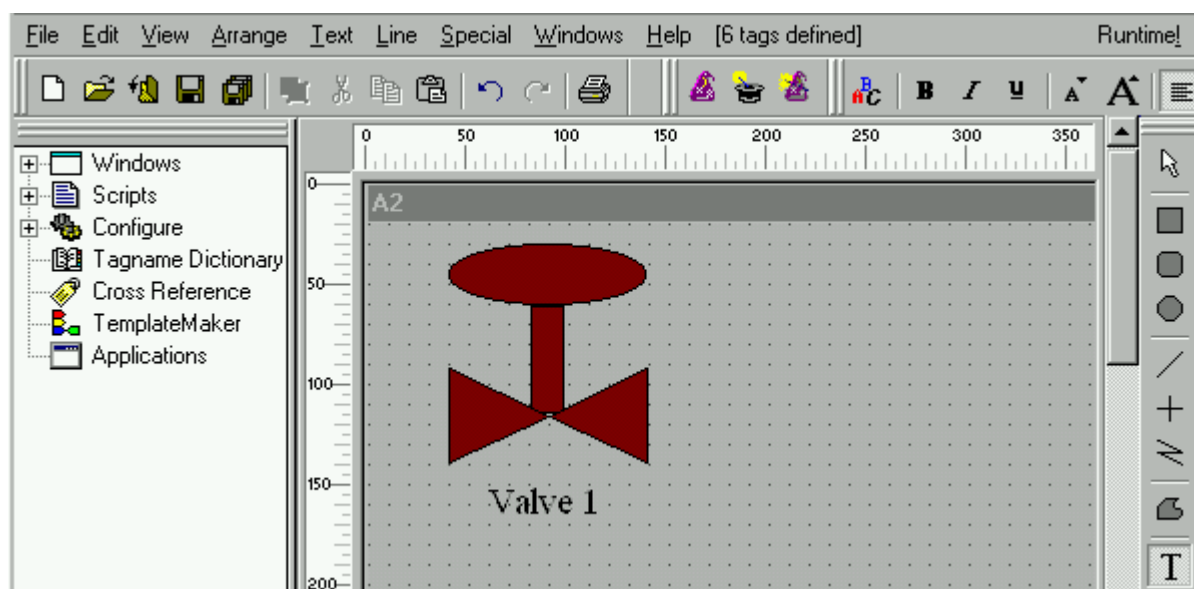 File Edit View Arrange Text Line Special Windows Help [6 tags defined] Runtime!
A B C B I U A A
0 50 100 150 200 250 300 350
Windows
Scripts
Configure
Tagname Dictionary
Cross Reference
TemplateMaker
Applications
0
A2
50
100
150
Valve 1
200
T